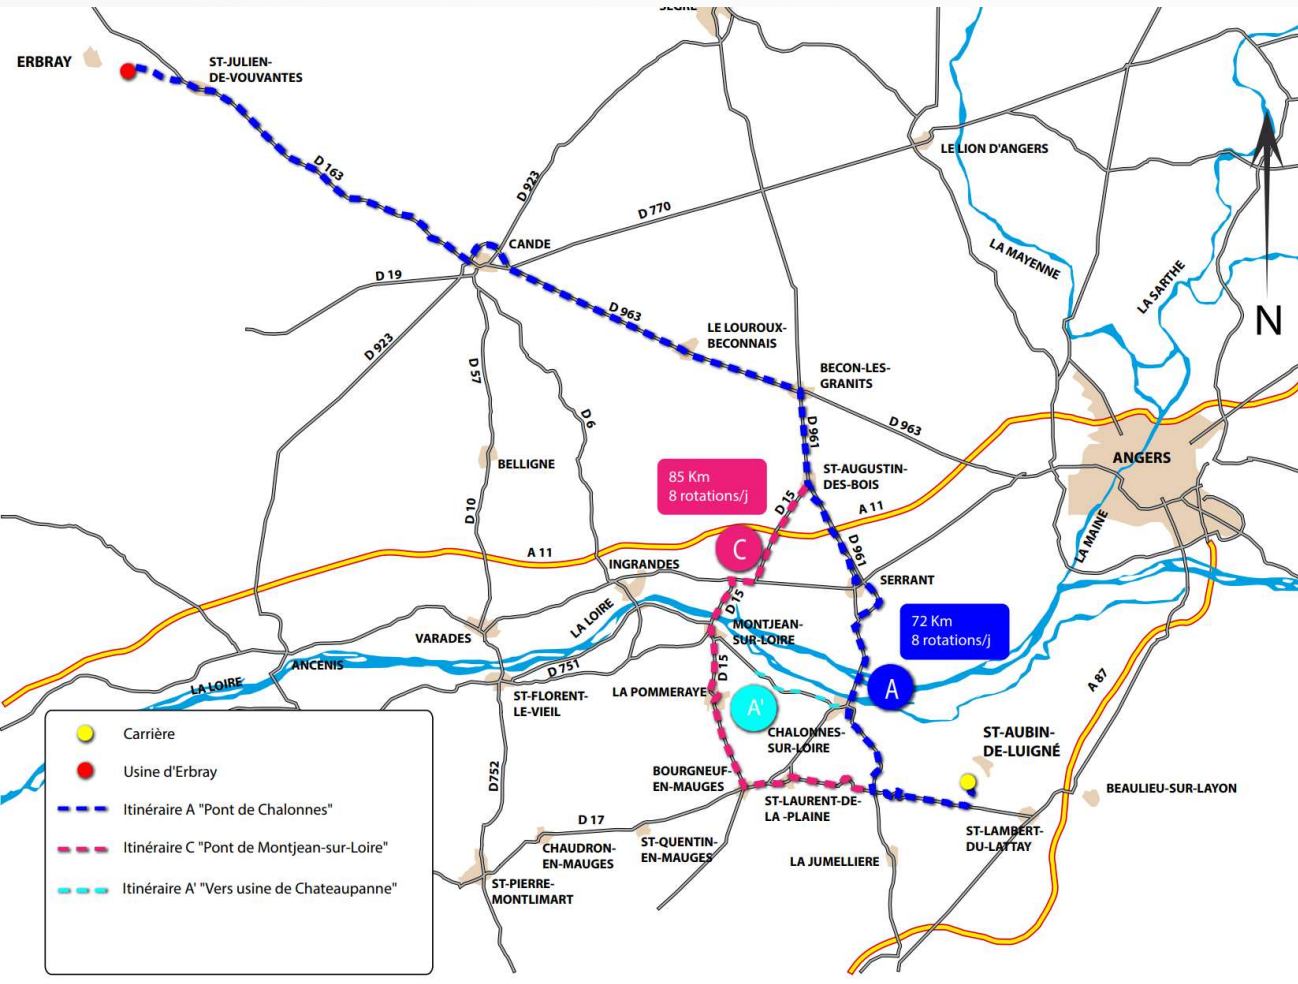 SEGRE
ERBRAY
ST-JULIEN-
DE-VOUVANTES
D 163
D 923
D 770
LE LION D'ANGERS
CANDE
D 19
LA MAYENNE
LA SARTHE
N
D 963
LE LOUROUX-
BECONNAIS
D 923
D 57
BECON-LES-
GRANITS
D 6
D 961
D 963
BELLIGNE
ANGERS
85 Km
8 rotations/j
ST-AUGUSTIN-
DES-BOIS
D 15
A 11
D 10
C
D 961
LA MAINE
A 11
INGRANDES
SERRANT
D 15
LA LOIRE
72 Km
8 rotations/j
VARADES
MONTJEAN-
SUR-LOIRE
ANCENIS
D 751
D 15
LA LOIRE
ST-FLORENT-
LE-VIEIL
LA POMMERAYE
A
A 87
A'
CHALONNES-
SUR-LOIRE
ST-AUBIN-
DE-LUIGNÉ
Carrière
Usine d'Erbray
D752
BOURGNEUF-
EN-MAUGES
BEAULIEU-SUR-LAYON
Itinéraire A "Pont de Chalonnes"
ST-LAURENT-DE-
LA -PLAINE
D 17
ST-LAMBERT-
DU-LATTAY
Itinéraire C "Pont de Montjean-sur-Loire"
CHAUDRON-
EN-MAUGES
ST-QUENTIN-
EN-MAUGES
LA JUMELLIERE
Itinéraire A' "Vers usine de Chateaupanne"
ST-PIERRE-
MONTLIMART